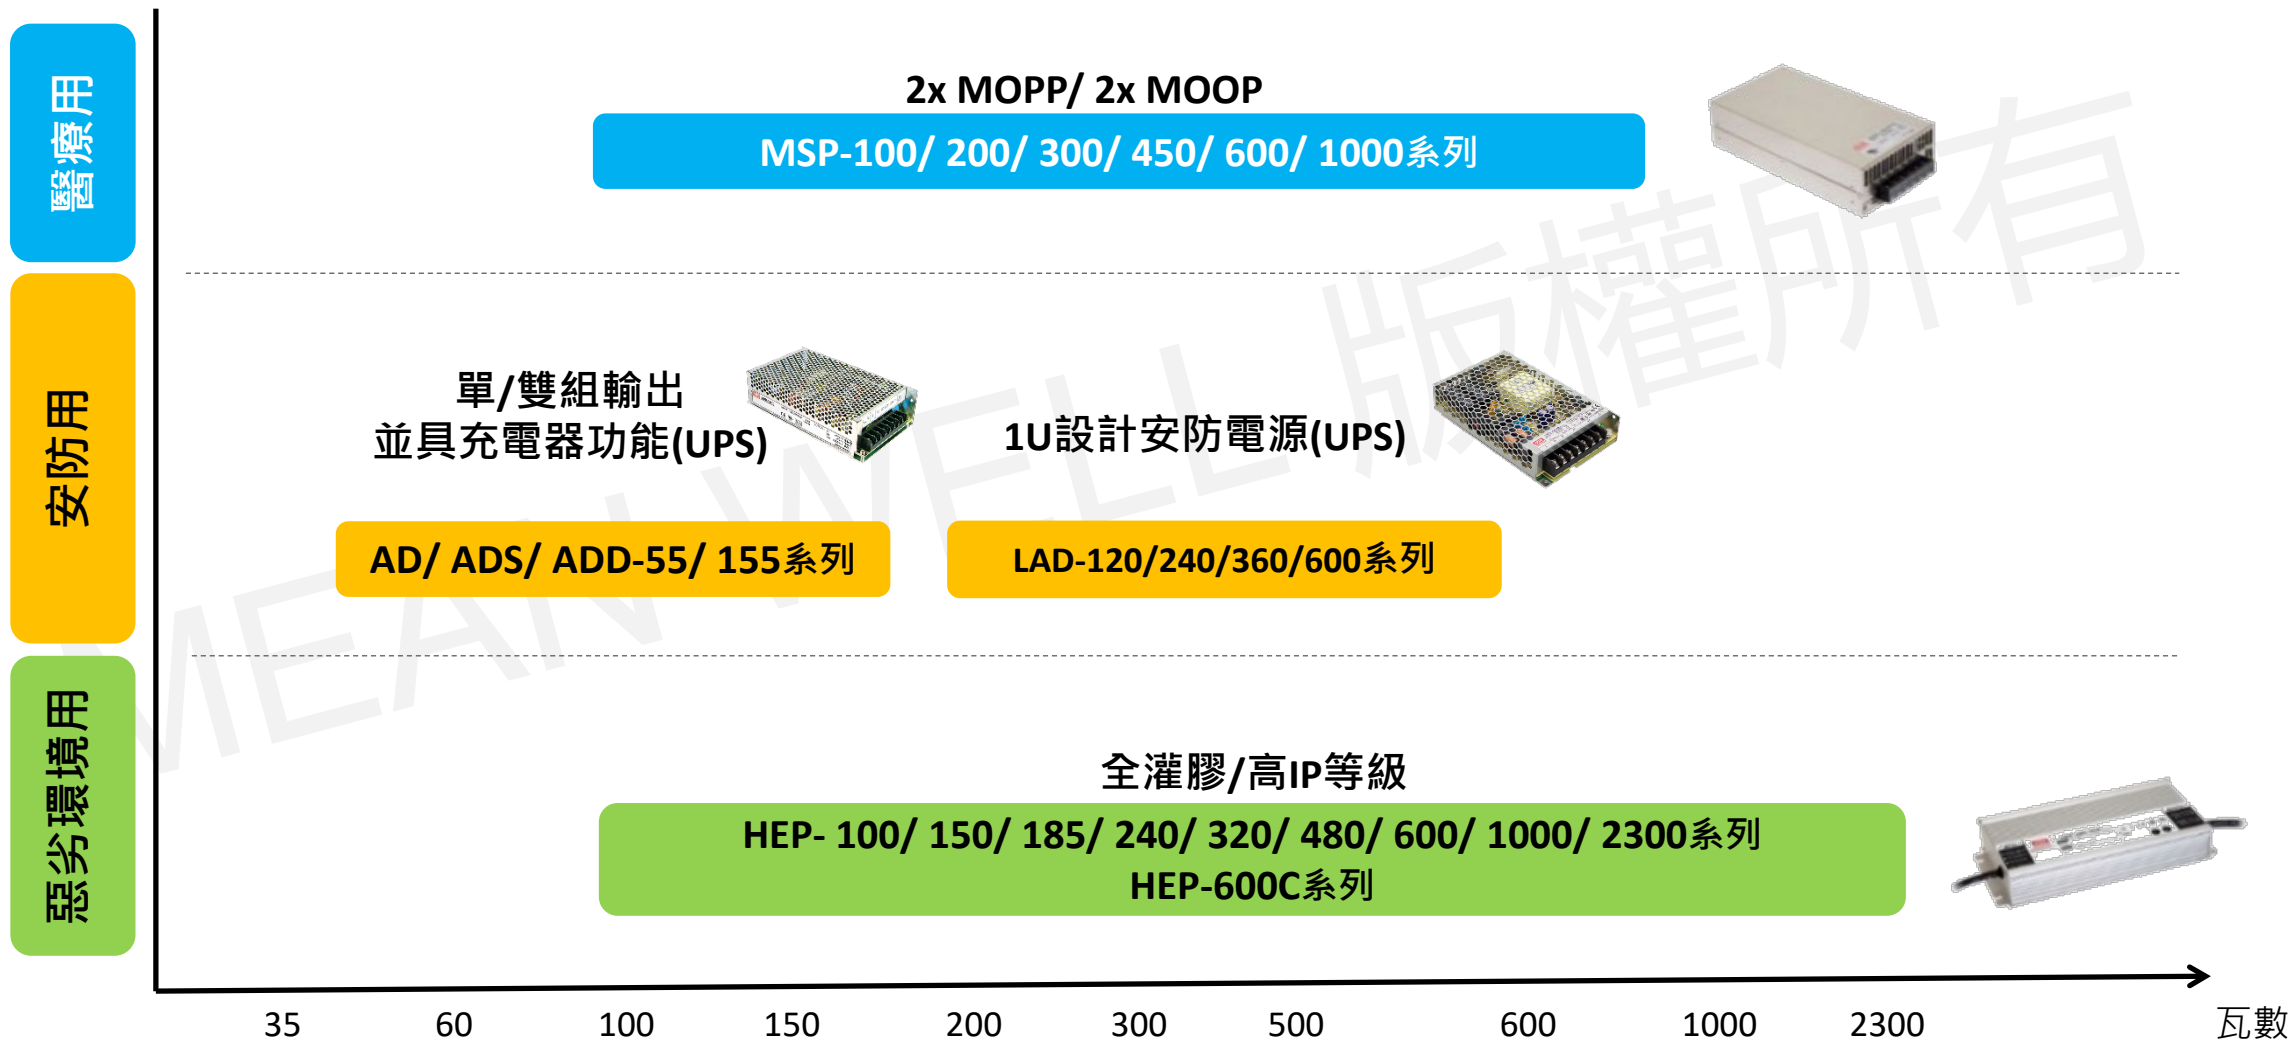 醫療用
2x MOPP/ 2x MOOP
MSP-100/ 200/ 300/ 450/ 600/ 1000系列
安防用
單/雙組輸出
並具充電器功能(UPS)
AD/ ADS/ ADD-55/ 155系列
1U設計安防電源(UPS)
LAD-120/240/360/600系列
惡劣環境用
全灌膠/高IP等級
HEP- 100/ 150/ 185/ 240/ 320/ 480/ 600/ 1000/ 2300系列
HEP-600C系列
35 60 100 150 200 300 500 600 1000 2300 瓦數
MEAN WELL 版權所有